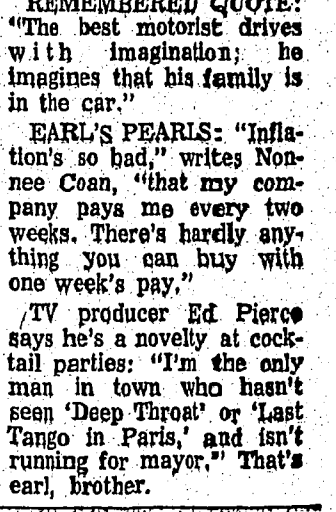 REMEMBERED QUOTE:
"The best motorist drives
with imagination; he
imagines that his family is
in the car."
EARL'S PEARLS: "Infla-
tion's so bad," writes Non-
nee Coan, "that my com-
pany pays me every two
weeks. There's hardly any-
thing you can buy with
one week's pay."
TV producer Ed Pierce
says he's a novelty at cock-
tail parties: "I'm the only
man in town who hasn't
seen 'Deep Throat' or 'Last
Tango in Paris,' and isn't
running for mayor." That's
earl, brother.